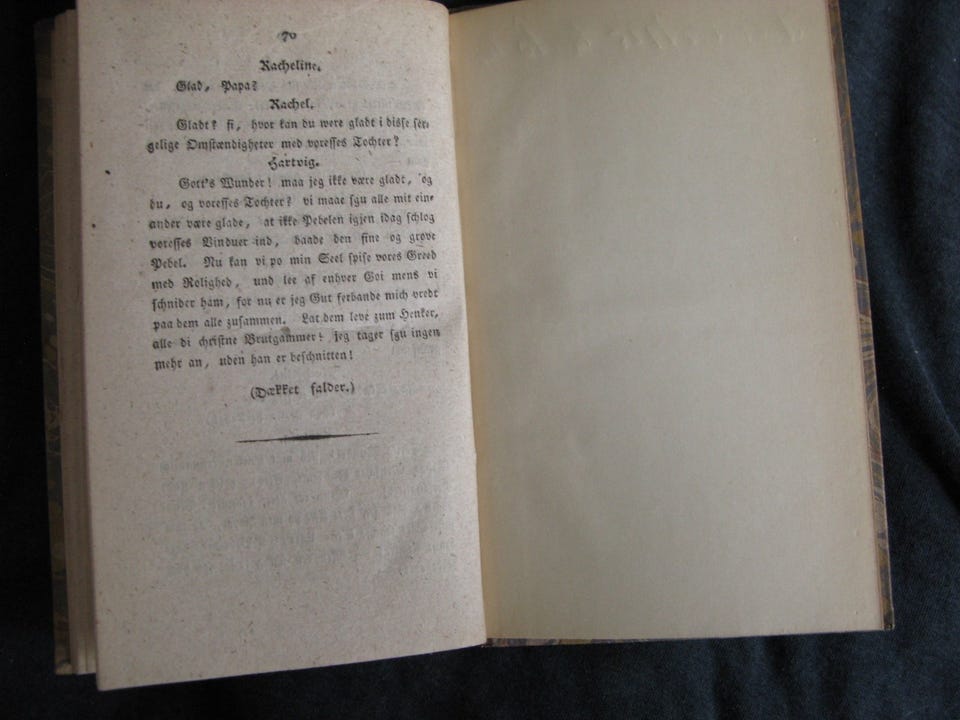 70
Racheline.
Glad, Papa?
Rachel.
Gladt? fi, hvor kan du were gladt i disse sør-
gelige Omstændigheter med voresses Tochter?
Hartvig.
Gott's Wunder! maa jeg ikke være gladt, og
du, og voresses Tochter? vi maae sgu alle mit ein-
ander være glade, at ikke Pebelen igjen idag schlog
voresses Vinduer ind, baade den fine og grove
Pebel. Nu kan vi po min Seel spise vores Greed
med Rolighed, und lee af enhver Goi mens vi
schnider ham, for nu er jeg Gut ferbande mich vredt
paa dem alle zusammen. Lat dem leve zum Henker,
alle di christne Brutgammer! jeg tager sgu ingen
mehr an, uden han er beschnitten!
(Dækket falder.)